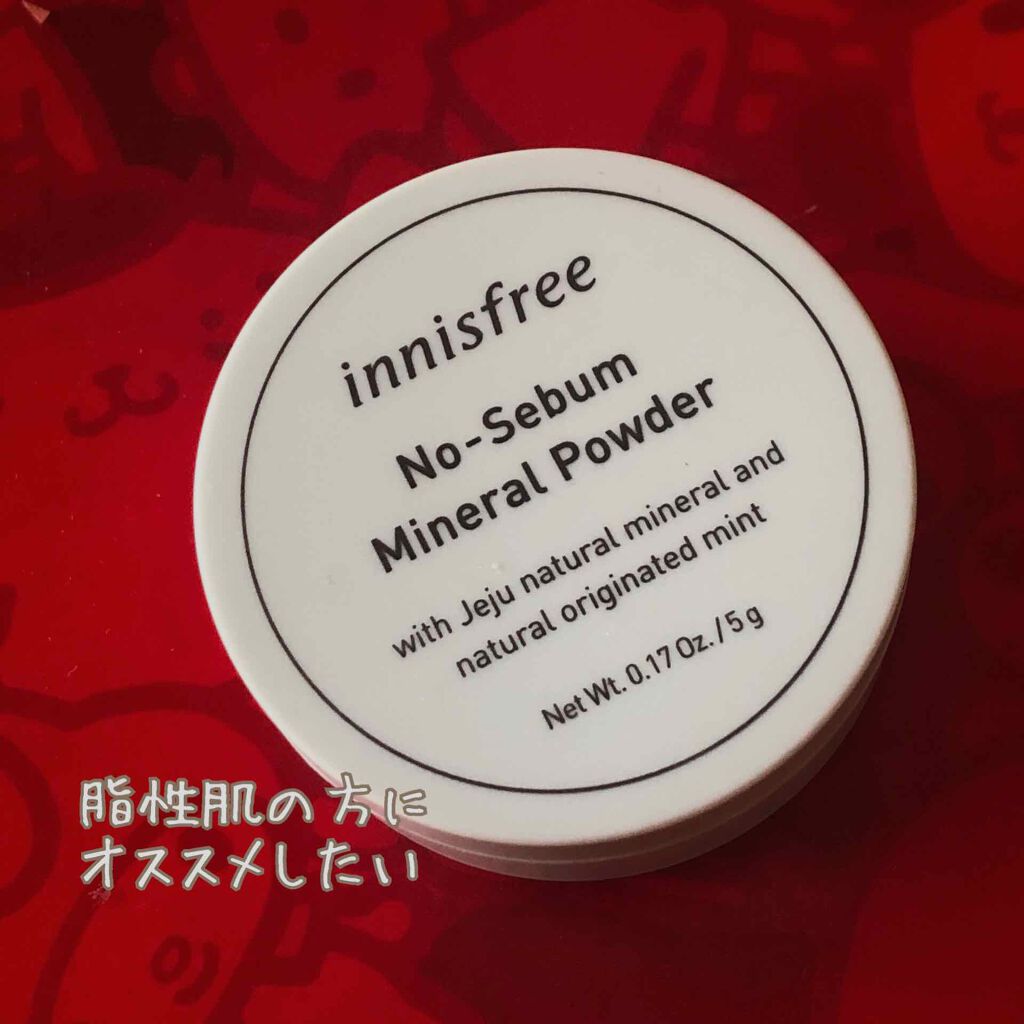 innisfree
No-Sebum
Mineral Powder
with Jeju natural mineral and
natural originated mint
Net Wt. 0.17 Oz. / 5 g
脂性肌の方に
オススメしたい